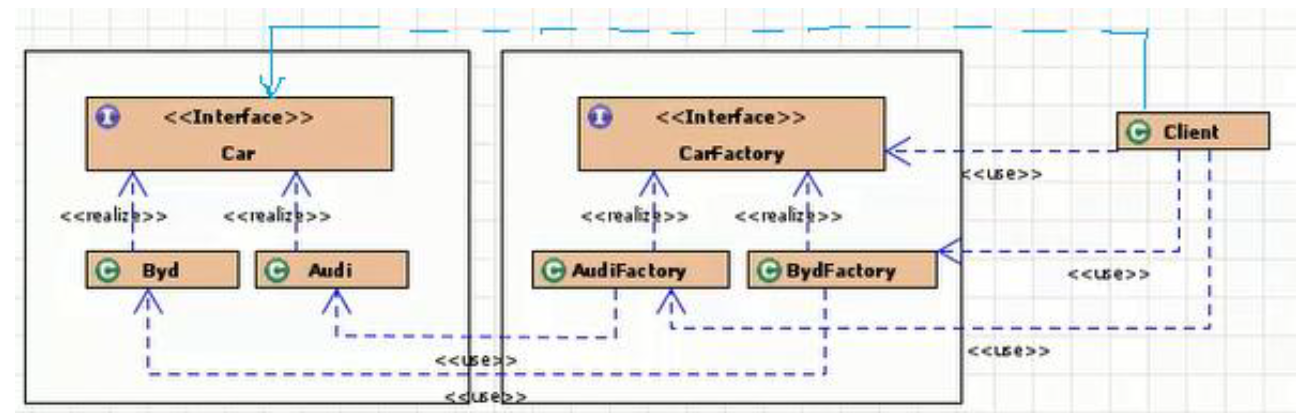 I <<Interface>>
Car
I <<Interface>>
CarFactory
C Client
<<use>>
<<realize>>
<<realize>>
<<realize>>
<<realize>>
C Byd
C Audi
C AudiFactory
C BydFactory
<<use>>
<<use>>
<<use>>
<<use>>